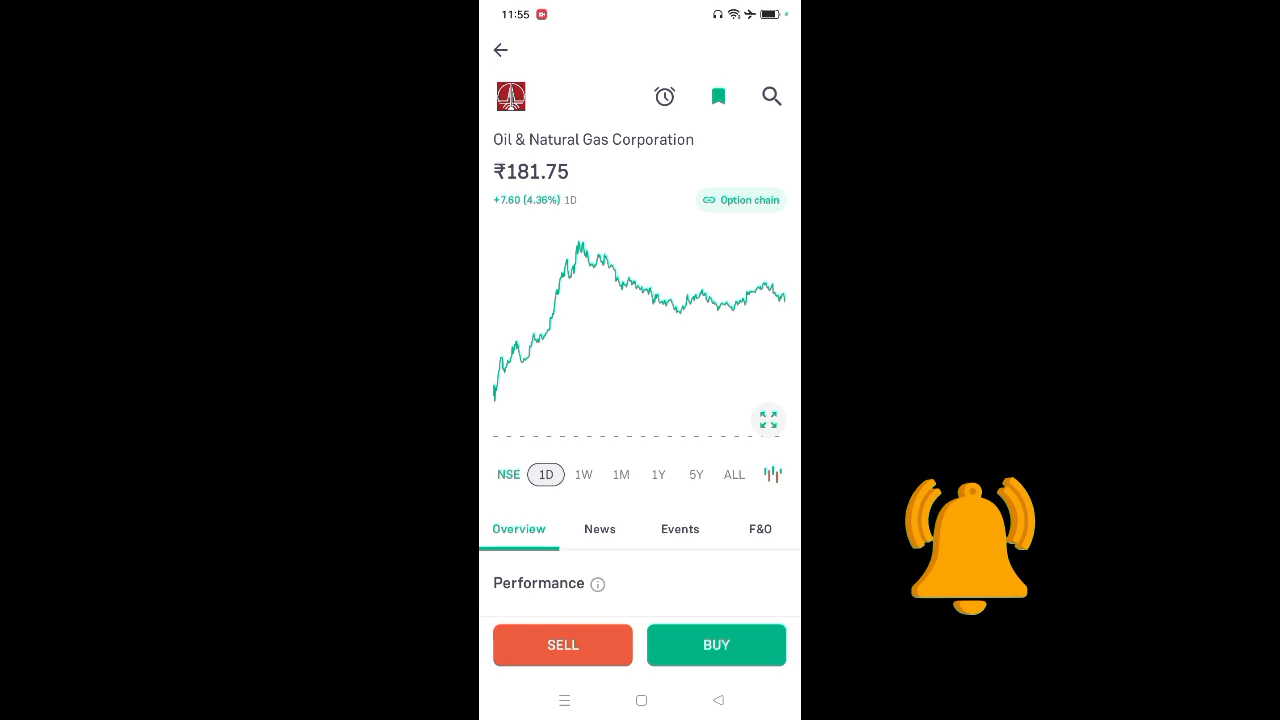 11:55
Oil & Natural Gas Corporation
₹181.75
+7.60 (4.36%) 1D
Option chain
NSE 1D 1W 1M 1Y 5Y ALL
Overview News Events F&O
Performance
SELL BUY